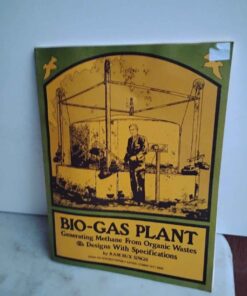 BIO-GAS PLANT
Generating Methane From Organic Wastes
& Designs With Specifications
by RAM BUX SINGH